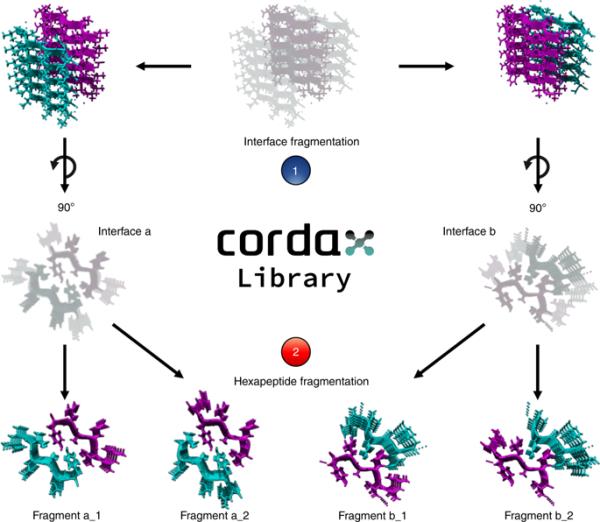 Interface fragmentation
1
90°
90°
Interface a
Interface b
cordax
Library
2
Hexapeptide fragmentation
Fragment a_1
Fragment a_2
Fragment b_1
Fragment b_2